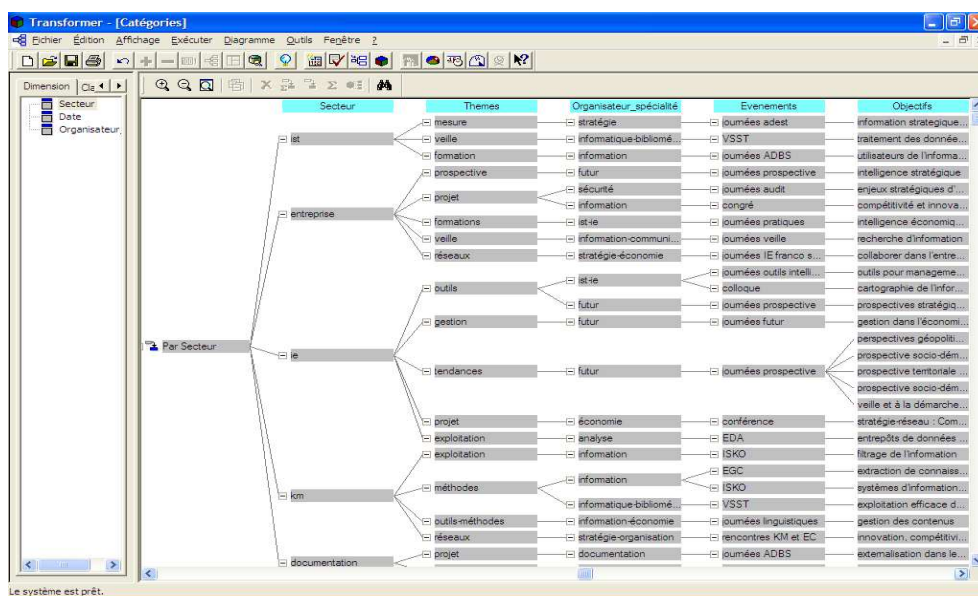 Transformer - [Catégories]
Fichier Édition Affichage Exécuter Diagramme Outils Fenêtre ?
Dimension Cla
Secteur
Date
Organisateur
Secteur Themes Organisateur_spécialité Evenements Objectifs
mesure stratégie journées adest information strategique...
ist veille informatique-bibliomé... VSST traitement des donnée...
formation information journées ADBS utilisateurs de l'informa...
prospective futur journées prospective intelligence stratégique
projet sécurité journées audit enjeux stratégiques d'...
information congré compétitivité et innova...
entreprise formations ist-ie journées pratiques intelligence économiq...
veille information-communi... journées veille recherche d'information
réseaux stratégie-économie journées IE franco s... collaborer dans l'entre...
outils ist-ie journées outils intelli... outils pour manageme...
colloque cartographie de l'infor...
futur journées prospective prospectives stratégiq...
gestion futur journées futur gestion dans l'économi...
perspectives géopoliti...
Par Secteur
ie prospective socio-dém...
tendances futur journées prospective prospective territoriale ...
prospective socio-dém...
veille et à la démarche...
projet économie conférence stratégie-réseau : Com...
exploitation analyse EDA entrepôts de données ...
exploitation information ISKO filtrage de l'information
EGC extraction de connaiss...
km méthodes information ISKO systèmes d'information...
informatique-bibliomé... VSST exploitation efficace d...
outils-méthodes information-économie journées linguistiques gestion des contenus
réseaux stratégie-organisation rencontres KM et EC innovation, compétitivi...
documentation projet documentation journées ADBS externalisation dans le...
Le système est prêt.